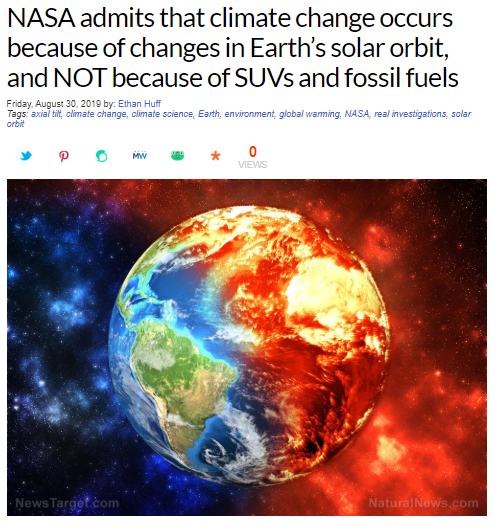 NASA admits that climate change occurs
because of changes in Earth’s solar orbit,
and NOT because of SUVs and fossil fuels
Friday, August 30, 2019 by: Ethan Huff
Tags: axial tilt, climate change, climate science, Earth, environment, global warming, NASA, real investigations, solar
orbit
MW
0
VIEWS
NewsTarget.com
NaturalNews.com